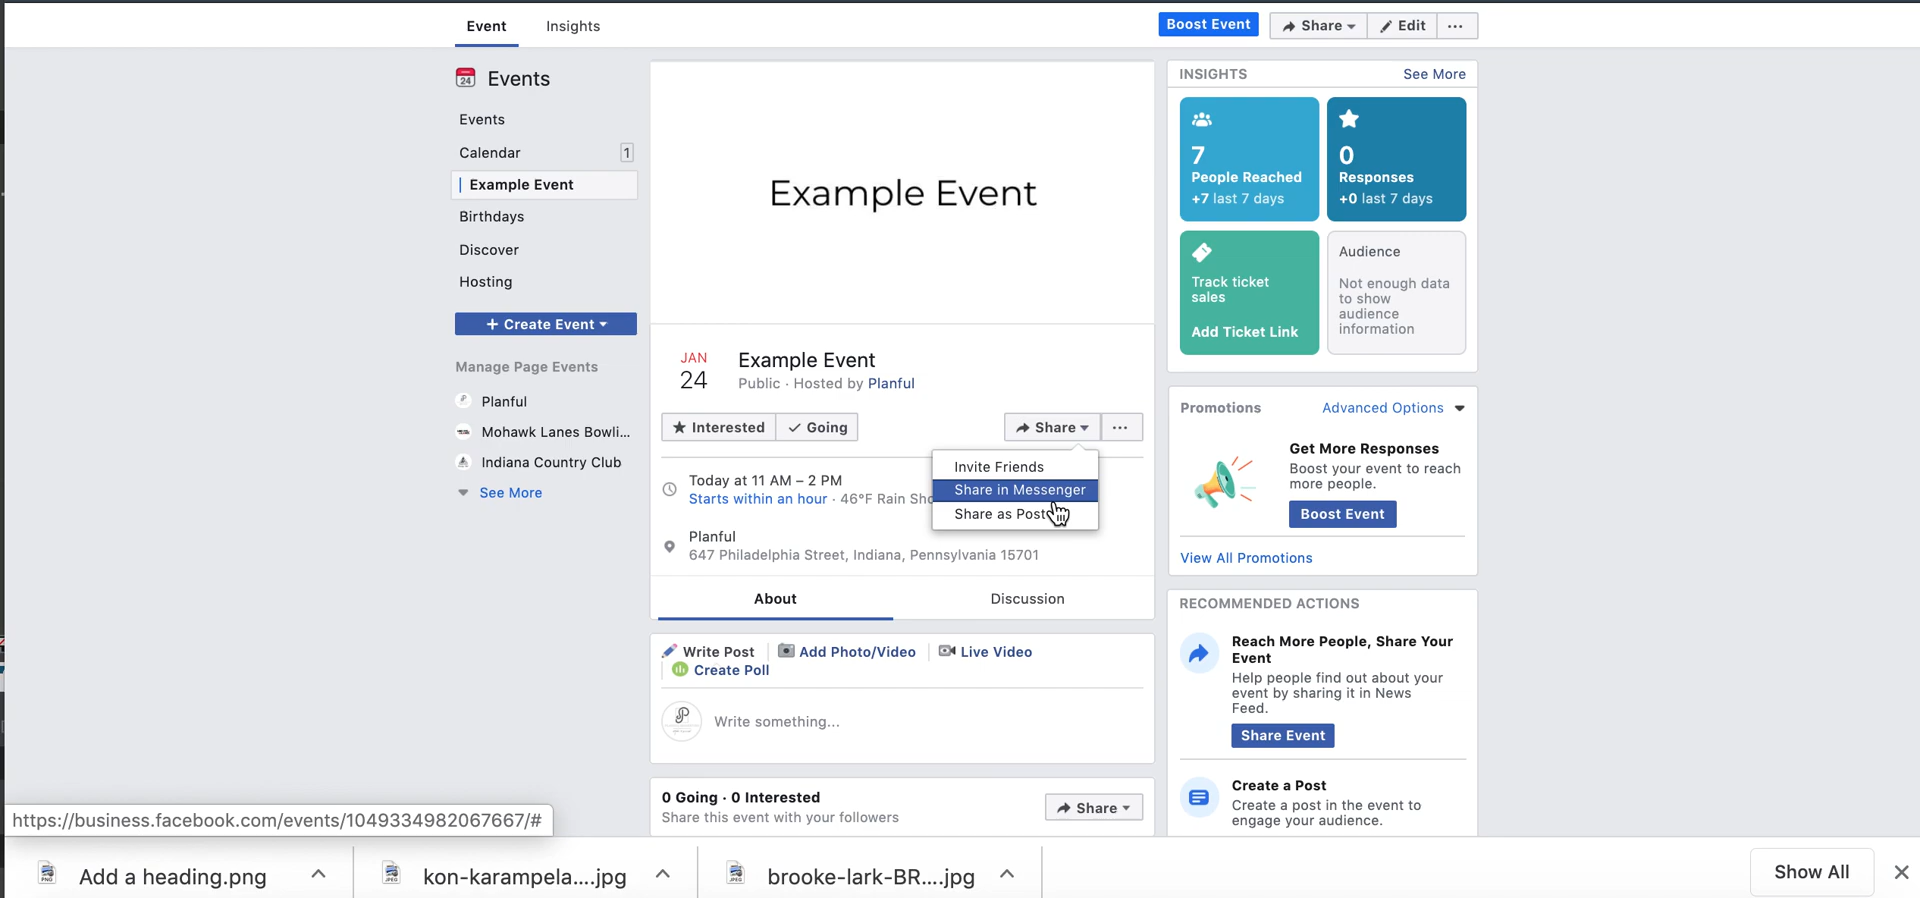 Event
Insights
Boost Event
Share
Edit
...
24
Events
Events
Calendar
1
Example Event
Birthdays
Discover
Hosting
+ Create Event
Manage Page Events
Planful
Mohawk Lanes Bowli...
Indiana Country Club
See More
Example Event
JAN
24
Example Event
Public · Hosted by Planful
Interested
Going
Share
...
Invite Friends
Share in Messenger
Share as Post
Today at 11 AM – 2 PM
Starts within an hour · 46°F Rain
Planful
647 Philadelphia Street, Indiana, Pennsylvania 15701
About
Discussion
Write Post
Add Photo/Video
Live Video
Create Poll
Write something...
0 Going · 0 Interested
Share this event with your followers
Share
INSIGHTS
See More
7
People Reached
+7 last 7 days
0
Responses
+0 last 7 days
Track ticket
sales
Add Ticket Link
Audience
Not enough data
to show
audience
information
Promotions
Advanced Options
Get More Responses
Boost your event to reach
more people.
Boost Event
View All Promotions
RECOMMENDED ACTIONS
Reach More People, Share Your
Event
Help people find out about your
event by sharing it in News
Feed.
Share Event
Create a Post
Create a post in the event to
engage your audience.
https://business.facebook.com/events/1049334982067667/#
Add a heading.png
kon-karampela....jpg
brooke-lark-BR....jpg
Show All